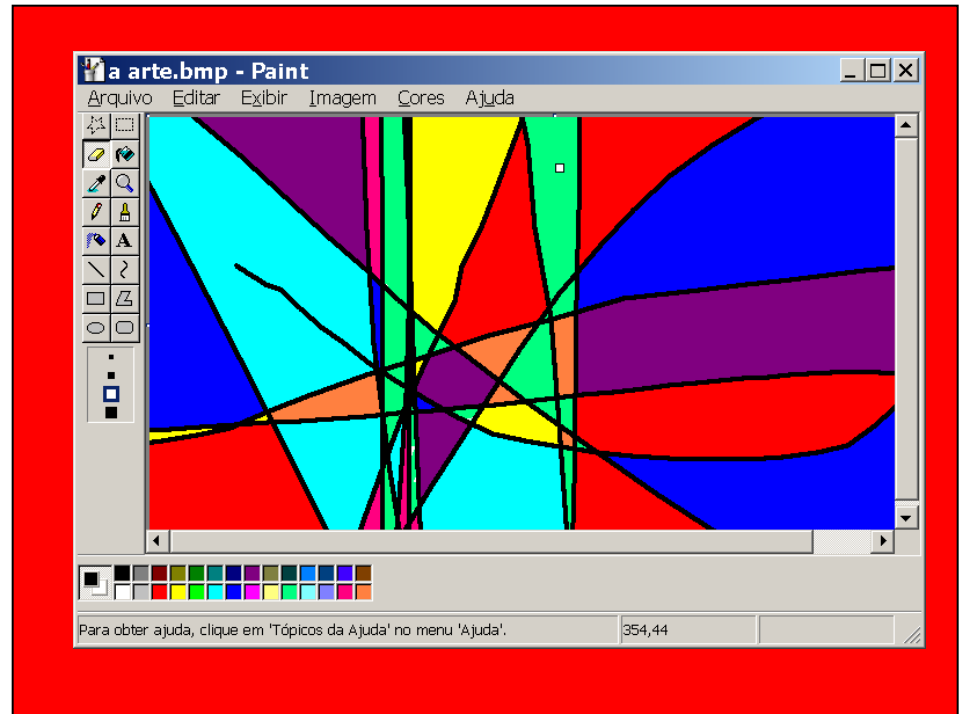 a arte.bmp - Paint
Arquivo Editar Exibir Imagem Cores Ajuda
A
Para obter ajuda, clique em 'Tópicos da Ajuda' no menu 'Ajuda'.
354,44